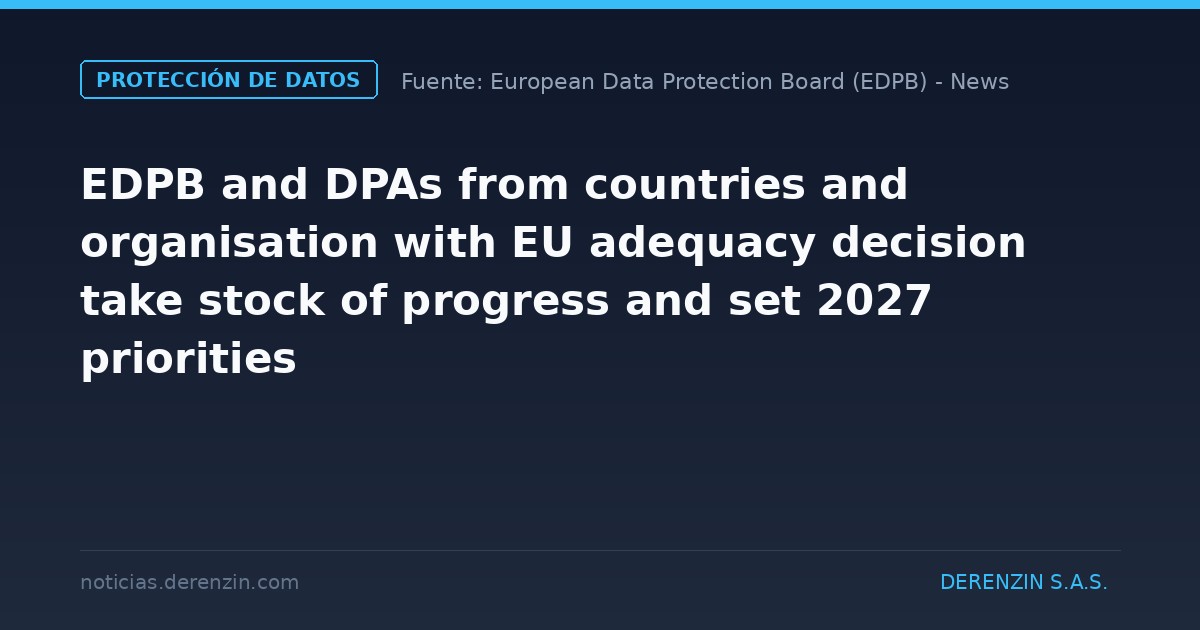 PROTECCIÓN DE DATOS
Fuente: European Data Protection Board (EDPB) - News
EDPB and DPAs from countries and
organisation with EU adequacy decision
take stock of progress and set 2027
priorities
noticias.derenzin.com
DERENZIN S.A.S.